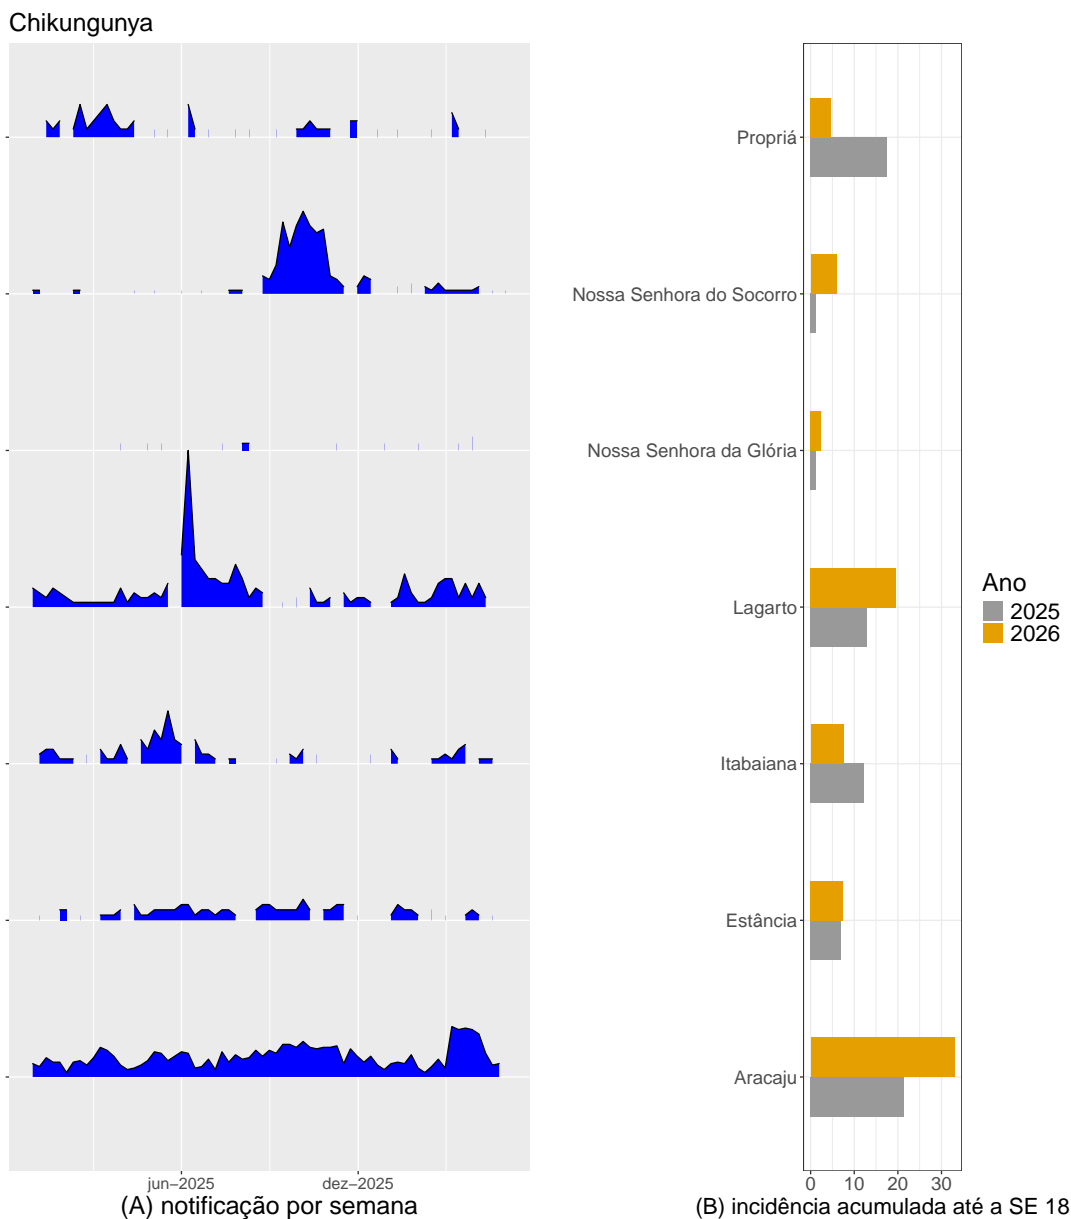 Chikungunya
Propriá
Nossa Senhora do Socorro
Nossa Senhora da Glória
Lagarto
Itabaiana
Estância
Aracaju
Ano
2025
2026
jun–2025 dez–2025
0 10 20 30
(A) notificação por semana
(B) incidência acumulada até a SE 18